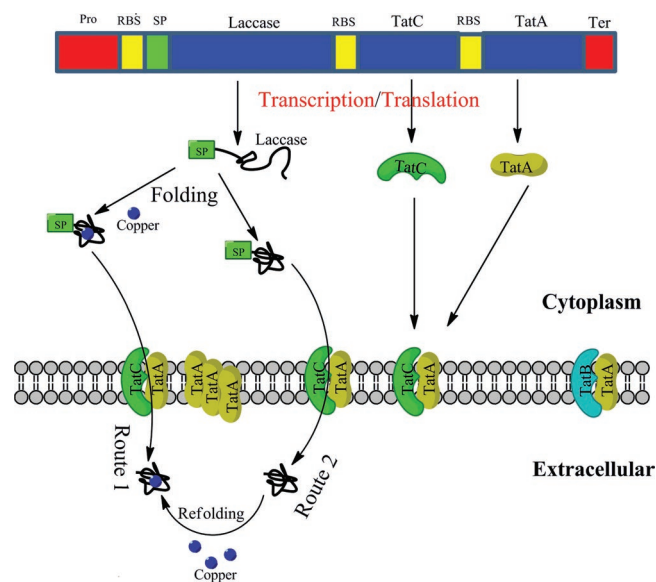 Pro RBS SP Laccase RBS TatC RBS TatA Ter
Transcription/Translation
SP Laccase
TatC
TatA
Folding
SP
Copper
SP
Cytoplasm
TatC TatA
TatA TatA TatA
TatC TatA
TatC TatA
TatB TatA
Route 1
Route 2
Extracellular
Refolding
Copper